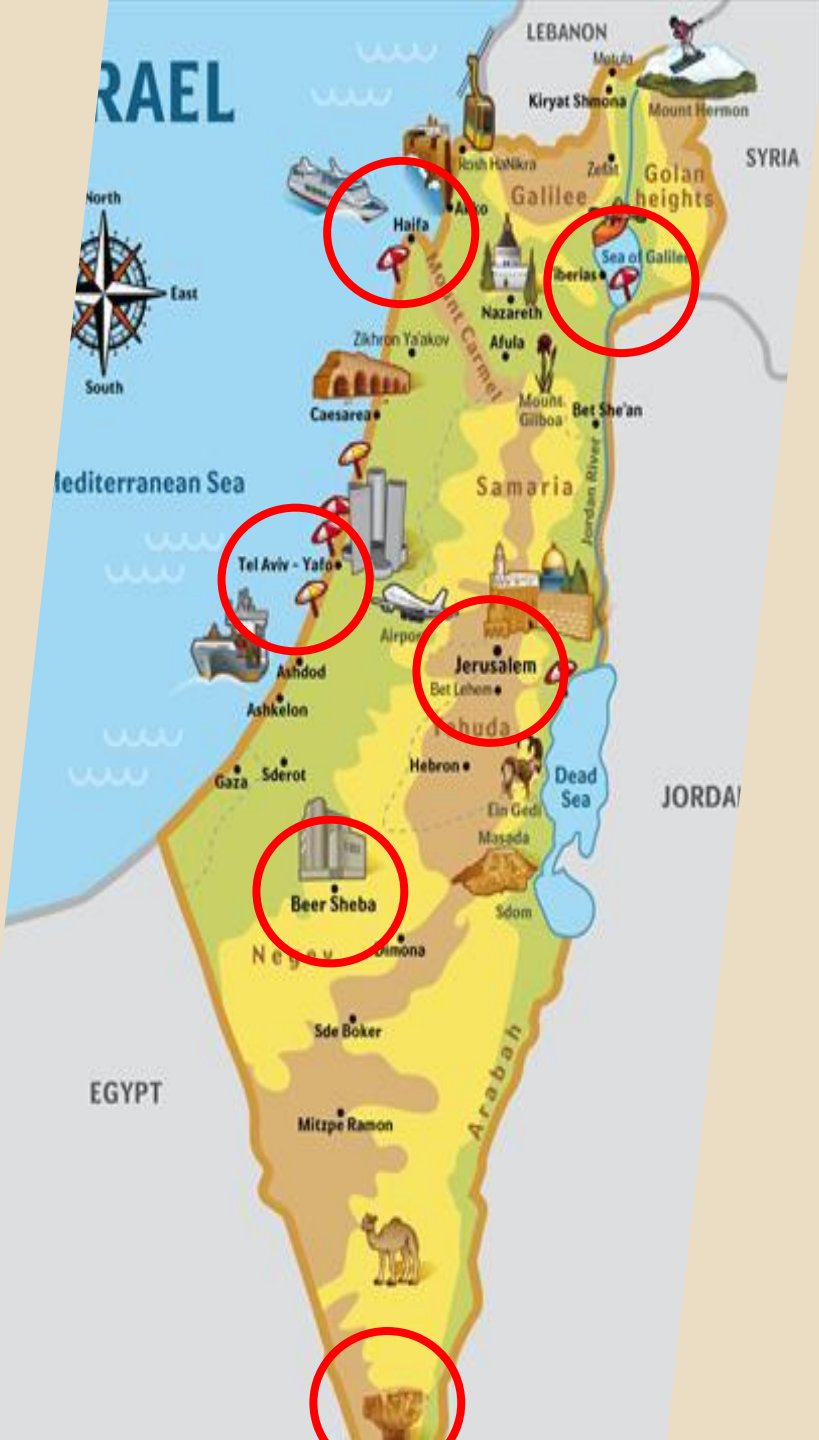 LEBANON
Metula
Kiryat Shmona
Mount Hermon
RAEL
SYRIA
Rosh HaNikra
Zefat
Golan
heights
Galilee
North
Akko
Haifa
Sea of Galilee
iberias
East
Nazareth
Mount Carmel
Zikhron Ya'akov
Afula
South
Mount
Gilboa
Bet She'an
Caesarea
Jordan River
Mediterranean Sea
Samaria
Tel Aviv - Yafo
Airport
Jerusalem
Ashdod
Bet Lehem
Ashkelon
Yehuda
Hebron
Gaza
Sderot
Dead
Sea
JORDAN
Ein Gedi
Masada
Beer Sheba
Sdom
Negev
Dimona
Sde Boker
Arabah
EGYPT
Mitzpe Ramon